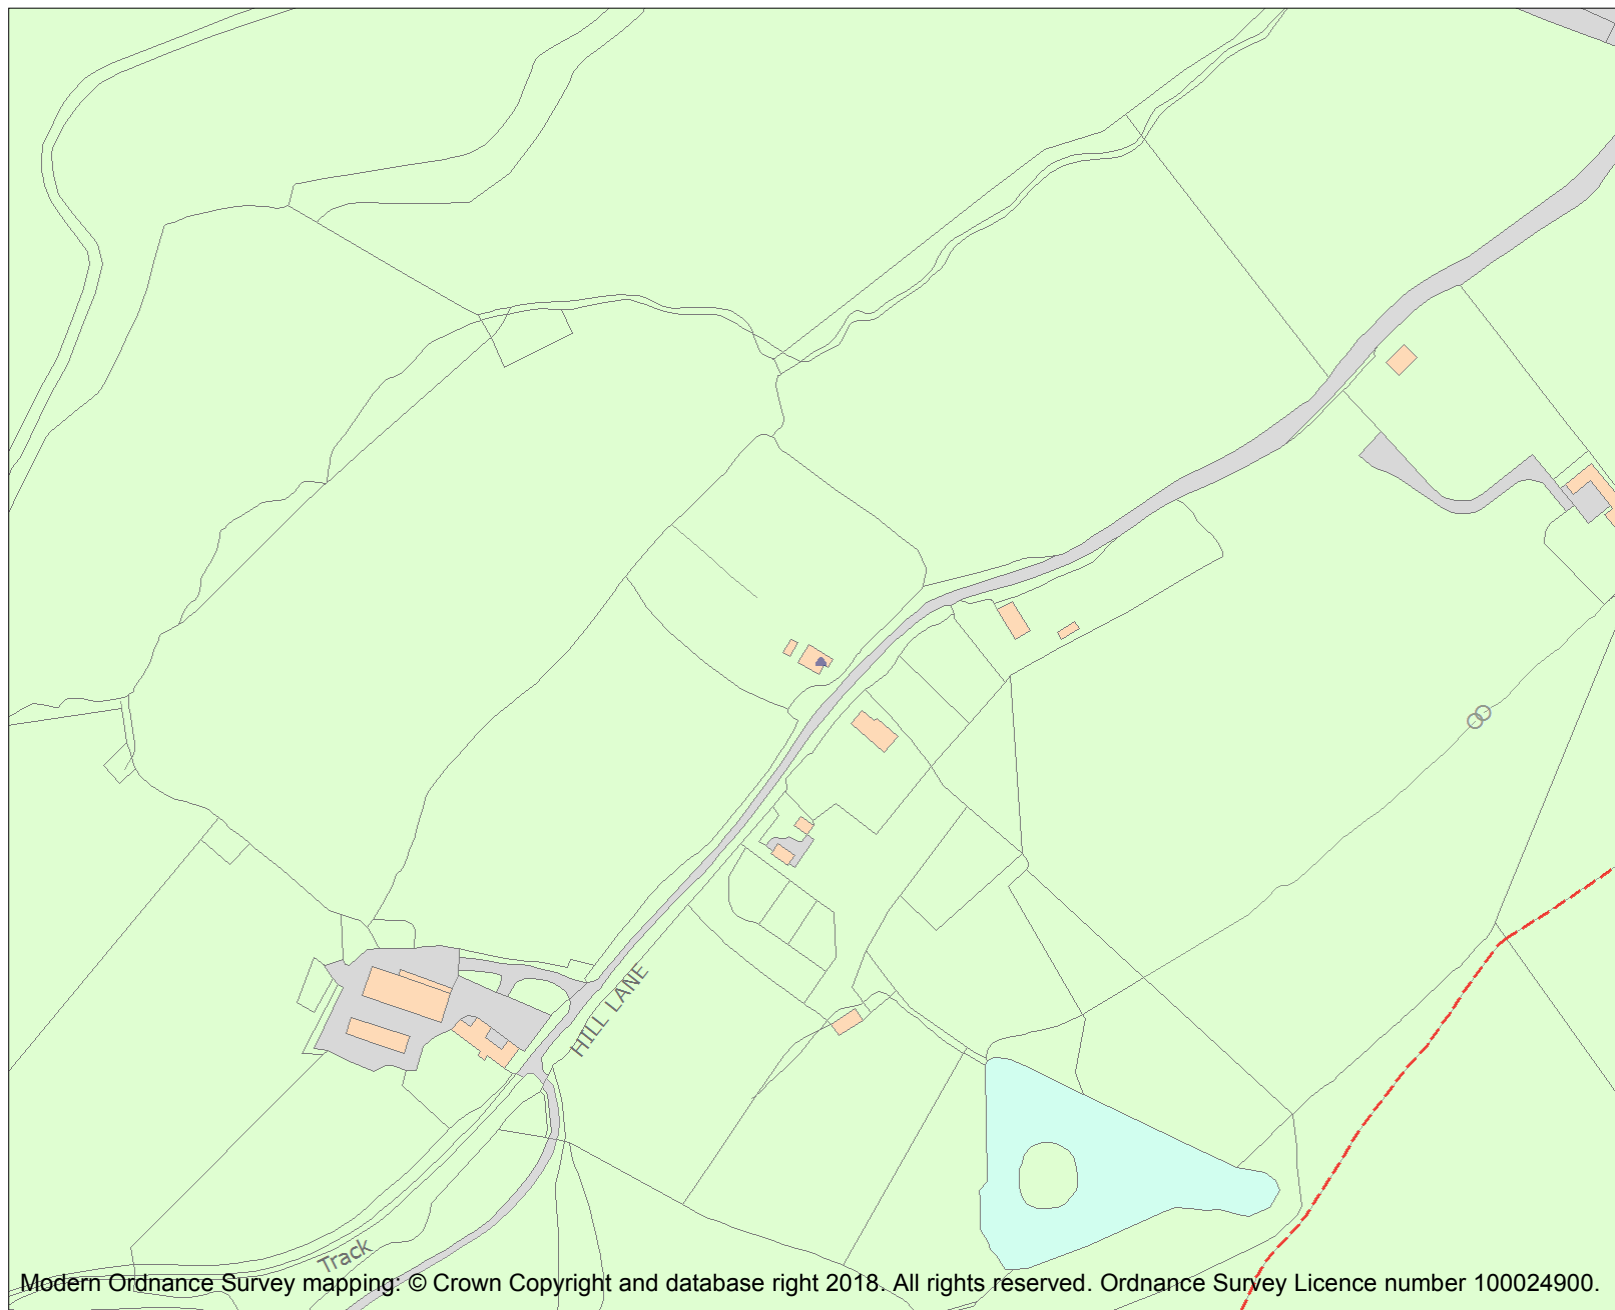 HILL LANE
Track
Modern Ordnance Survey mapping: © Crown Copyright and database right 2018. All rights reserved. Ordnance Survey Licence number 100024900.